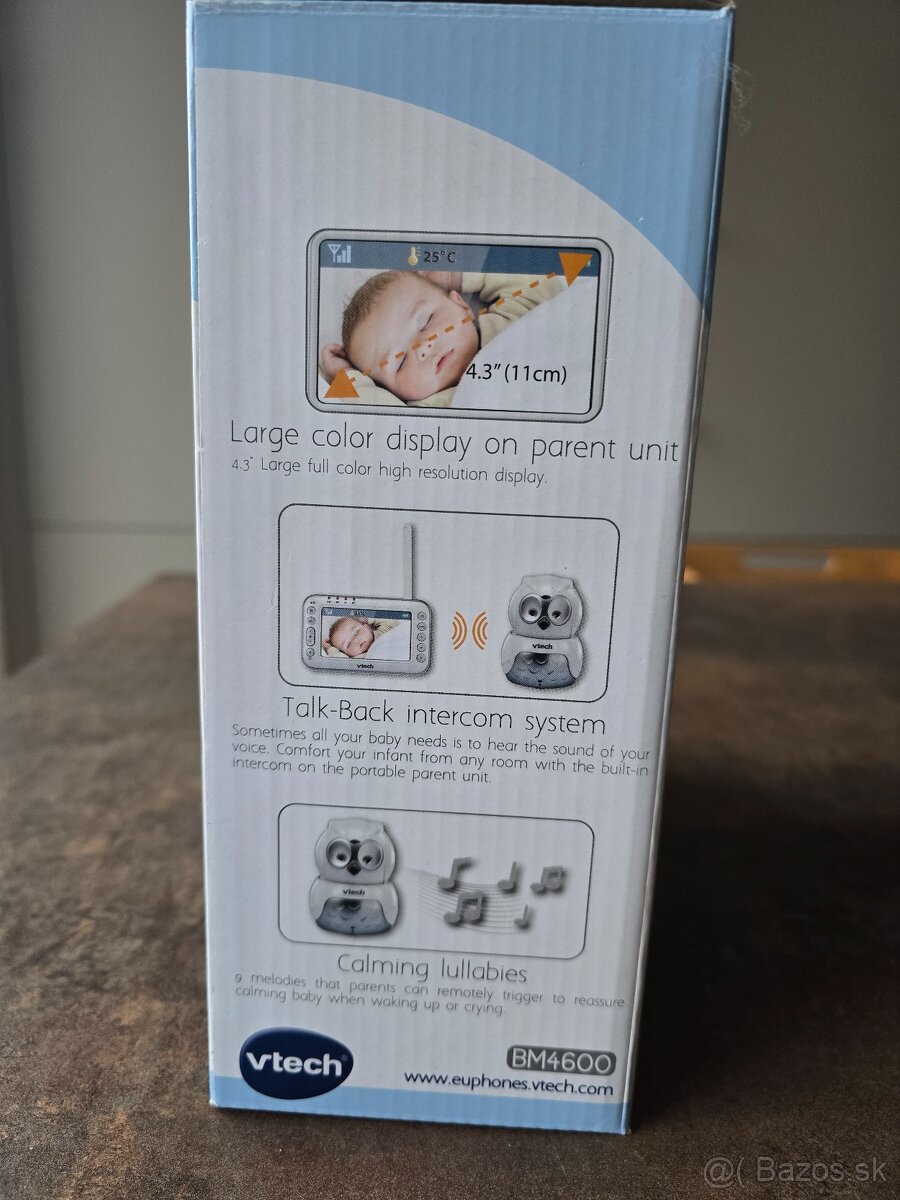 25°C
4.3" (11cm)
Large color display on parent unit
4.3" Large full color high resolution display.
vtech
vtech
Talk-Back intercom system
Sometimes all your baby needs is to hear the sound of your
voice. Comfort your infant from any room with the built-in
intercom on the portable parent unit.
vtech
Calming lullabies
9 melodies that parents can remotely trigger to reassure
calming baby when waking up or crying.
vtech
BM4600
www.euphones.vtech.com
@( Bazos.sk